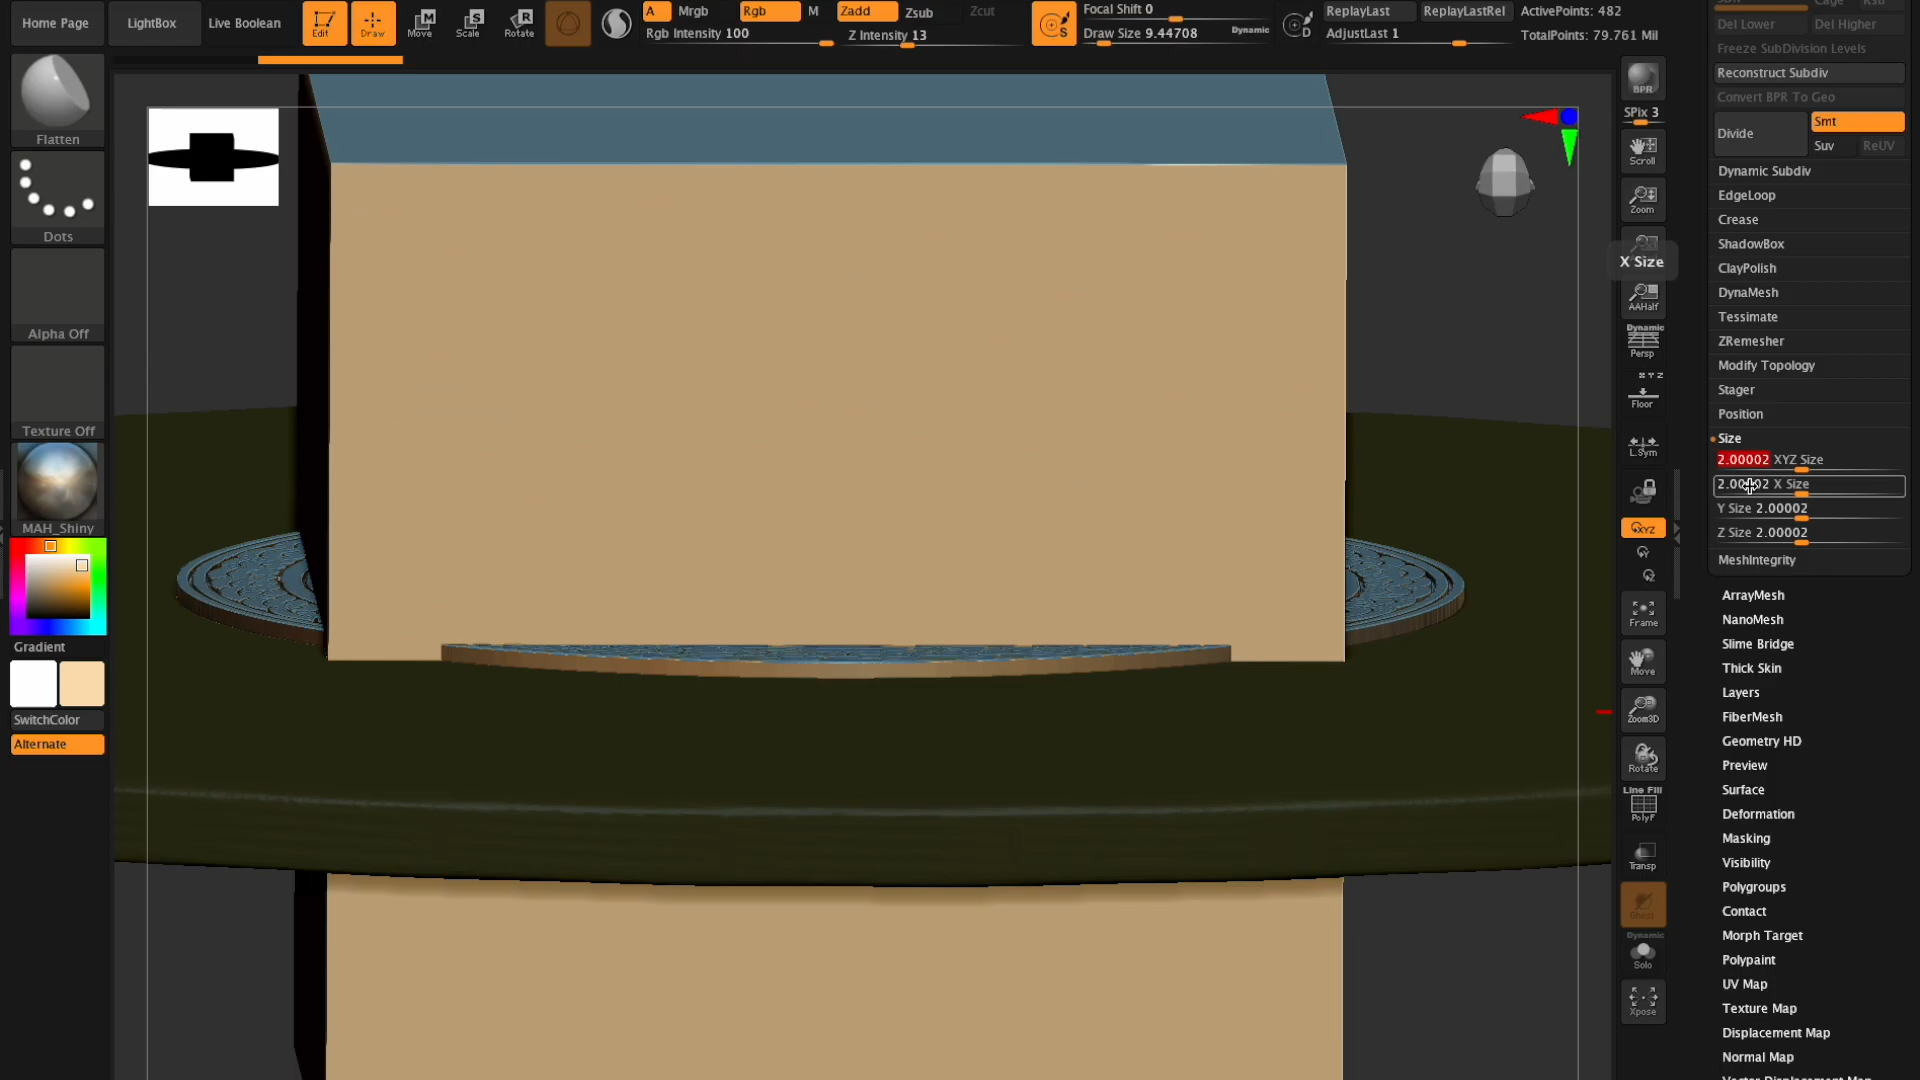 Home Page
LightBox
Live Boolean
Edit
Draw
Move
Scale
Rotate
A Mrgb Rgb M Zadd Zsub Zcut
Rgb Intensity 100
Z Intensity 13
Focal Shift 0
Draw Size 9.44708 Dynamic
ReplayLast ReplayLastRel
AdjustLast 1
ActivePoints: 482
TotalPoints: 79.761 Mil
Flatten
Dots
Alpha Off
Texture Off
MAH_Shiny
Gradient
SwitchColor
Alternate
BPR
SPix 3
Scroll
Zoom
X Size
AAHalf
Dynamic
Persp
Floor
L.Sym
XYZ
Frame
Move
Zoom3D
Rotate
Line Fill
PolyF
Transp
Ghost
Dynamic
Solo
Xpose
Del Lower Del Higher
Freeze SubDivision Levels
Reconstruct Subdiv
Convert BPR To Geo
Divide
Smt
Suv ReUV
Dynamic Subdiv
EdgeLoop
Crease
ShadowBox
ClayPolish
DynaMesh
Tessimate
ZRemesher
Modify Topology
Stager
Position
Size
2.00002 XYZ Size
X Size
Y Size 2.00002
Z Size 2.00002
MeshIntegrity
ArrayMesh
NanoMesh
Slime Bridge
Thick Skin
Layers
FiberMesh
Geometry HD
Preview
Surface
Deformation
Masking
Visibility
Polygroups
Contact
Morph Target
Polypaint
UV Map
Texture Map
Displacement Map
Normal Map